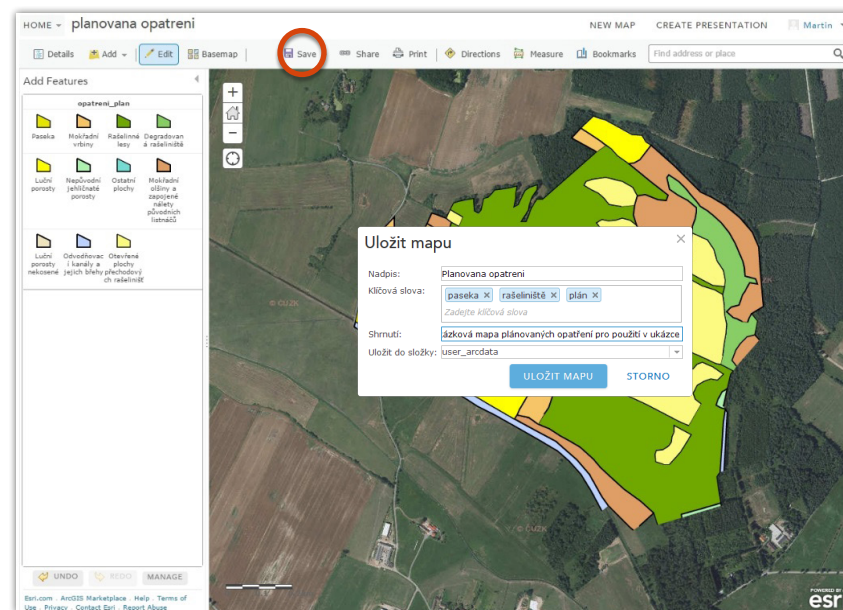 HOME planovana opatreni
NEW MAP CREATE PRESENTATION Martin
Details Add Edit Basemap Save Share Print Directions Measure Bookmarks Find address or place
Add Features
opatreni_plan
Paseka
Mokřadní
vrbiny
Rašelinné
lesy
Degradovan
á rašeliniště
Luční
porosty
Nepůvodní
jehličnaté
porosty
Ostatní
plochy
Mokřadní
olšiny a
zapojené
nálety
původních
listnáčů
Luční
porosty
nekosené
Odvodňovac
í kanály a
jejich břehy
Otevřené
plochy
přechodový
ch rašelinišť
© ČÚZK
Uložit mapu
Nadpis: Planovana opatreni
Klíčová slova: paseka × rašeliniště × plán ×
Zadejte klíčová slova
Shrnutí: ázková mapa plánovaných opatření pro použití v ukázce
Uložit do složky: user_arcdata
ULOŽIT MAPU STORNO
© ČÚZK
UNDO REDO MANAGE
Esri.com . ArcGIS Marketplace . Help . Terms of
Use . Privacy . Contact Esri . Report Abuse
POWERED BY
esri